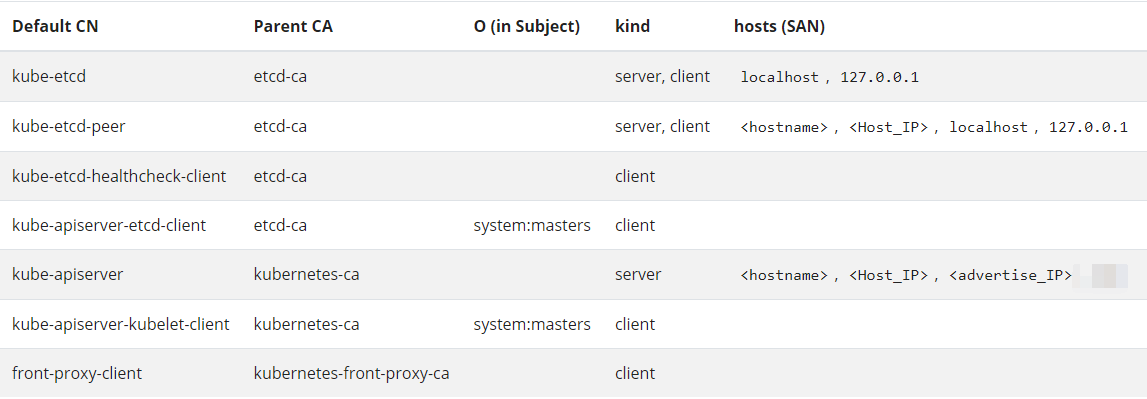 Default CN Parent CA O (in Subject) kind hosts (SAN)
kube-etcd etcd-ca server, client localhost , 127.0.0.1
kube-etcd-peer etcd-ca server, client <hostname> , <Host_IP> , localhost , 127.0.0.1
kube-etcd-healthcheck-client etcd-ca client
kube-apiserver-etcd-client etcd-ca system:masters client
kube-apiserver kubernetes-ca server <hostname> , <Host_IP> , <advertise_IP>
kube-apiserver-kubelet-client kubernetes-ca system:masters client
front-proxy-client kubernetes-front-proxy-ca client